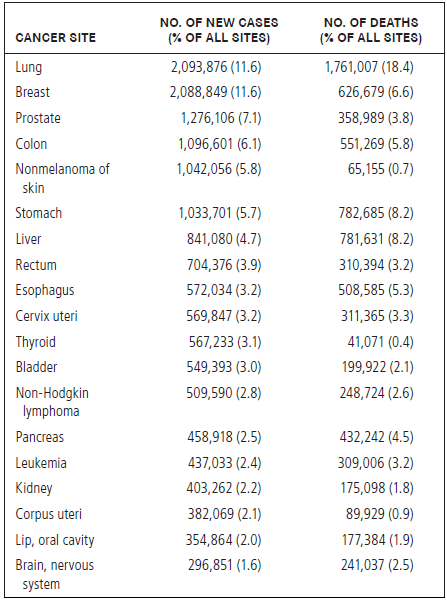 NO. OF NEW CASES NO. OF DEATHS
CANCER SITE (% OF ALL SITES) (% OF ALL SITES)
Lung 2,093,876 (11.6) 1,761,007 (18.4)
Breast 2,088,849 (11.6) 626,679 (6.6)
Prostate 1,276,106 (7.1) 358,989 (3.8)
Colon 1,096,601 (6.1) 551,269 (5.8)
Nonmelanoma of 1,042,056 (5.8) 65,155 (0.7)
skin
Stomach 1,033,701 (5.7) 782,685 (8.2)
Liver 841,080 (4.7) 781,631 (8.2)
Rectum 704,376 (3.9) 310,394 (3.2)
Esophagus 572,034 (3.2) 508,585 (5.3)
Cervix uteri 569,847 (3.2) 311,365 (3.3)
Thyroid 567,233 (3.1) 41,071 (0.4)
Bladder 549,393 (3.0) 199,922 (2.1)
Non-Hodgkin 509,590 (2.8) 248,724 (2.6)
lymphoma
Pancreas 458,918 (2.5) 432,242 (4.5)
Leukemia 437,033 (2.4) 309,006 (3.2)
Kidney 403,262 (2.2) 175,098 (1.8)
Corpus uteri 382,069 (2.1) 89,929 (0.9)
Lip, oral cavity 354,864 (2.0) 177,384 (1.9)
Brain, nervous 296,851 (1.6) 241,037 (2.5)
system